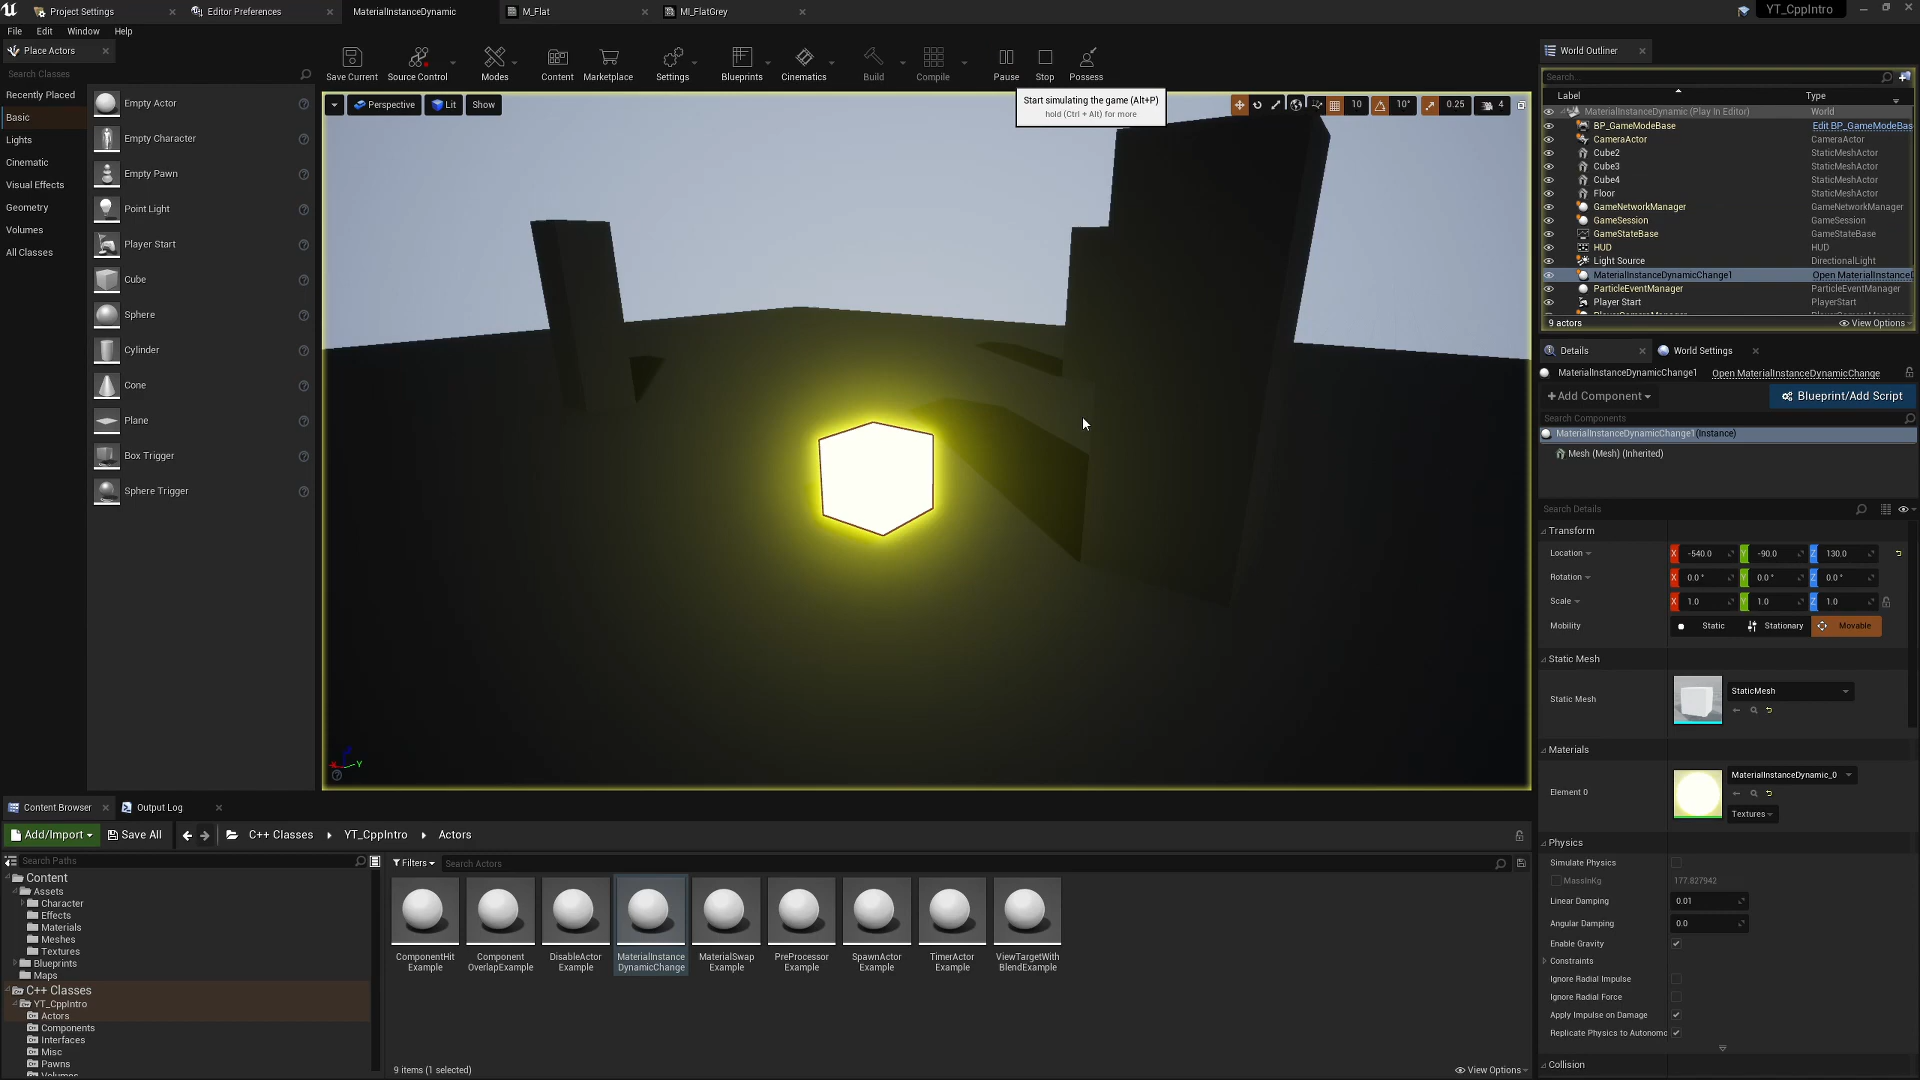 Project Settings
Editor Preferences
MaterialInstanceDynamic
M_Flat
MI_FlatGrey
YT_CppIntro
File Edit Window Help
Place Actors
Search Classes
Recently Placed
Basic
Lights
Cinematic
Visual Effects
Geometry
Volumes
All Classes
Empty Actor
Empty Character
Empty Pawn
Point Light
Player Start
Cube
Sphere
Cylinder
Cone
Plane
Box Trigger
Sphere Trigger
Save Current
Source Control
Modes
Content
Marketplace
Settings
Blueprints
Cinematics
Build
Compile
Pause
Stop
Possess
Start simulating the game (Alt+P)
hold (Ctrl + Alt) for more
Perspective
Lit
Show
10
10°
0.25
4
Y
World Outliner
Search...
Label
Type
MaterialInstanceDynamic (Play In Editor) World
BP_GameModeBase Edit BP_GameModeBas
CameraActor CameraActor
Cube2 StaticMeshActor
Cube3 StaticMeshActor
Cube4 StaticMeshActor
Floor StaticMeshActor
GameNetworkManager GameNetworkManager
GameSession GameSession
GameStateBase GameStateBase
HUD HUD
Light Source DirectionalLight
MaterialInstanceDynamicChange1 Open MaterialInstanceD
ParticleEventManager ParticleEventManager
Player Start PlayerStart
9 actors
View Options
Details
World Settings
MaterialInstanceDynamicChange1 Open MaterialInstanceDynamicChange
+Add Component
Blueprint/Add Script
Search Components
MaterialInstanceDynamicChange1(Instance)
Mesh (Mesh) (Inherited)
Search Details
Transform
Location X -540.0 Y -90.0 Z 130.0
Rotation X 0.0° Y 0.0° Z 0.0°
Scale X 1.0 Y 1.0 Z 1.0
Mobility Static Stationary Movable
Static Mesh
Static Mesh
StaticMesh
Materials
MaterialInstanceDynamic_0
Element 0
Textures
Physics
Simulate Physics
MassInKg 177.827942
Linear Damping 0.01
Angular Damping 0.0
Enable Gravity
Constraints
Ignore Radial Impulse
Ignore Radial Force
Apply Impulse on Damage
Replicate Physics to Autonomc
Collision
Content Browser
Output Log
Add/Import
Save All
C++ Classes
YT_CppIntro
Actors
Search Paths
Content
Assets
Character
Effects
Materials
Meshes
Textures
Blueprints
Maps
C++ Classes
YT_CppIntro
Actors
Components
Interfaces
Misc
Pawns
Filters
Search Actors
ComponentHit
Example
Component
OverlapExample
DisableActor
Example
MaterialInstance
DynamicChange
MaterialSwap
Example
PreProcessor
Example
SpawnActor
Example
TimerActor
Example
ViewTargetWith
BlendExample
9 items (1 selected)
View Options